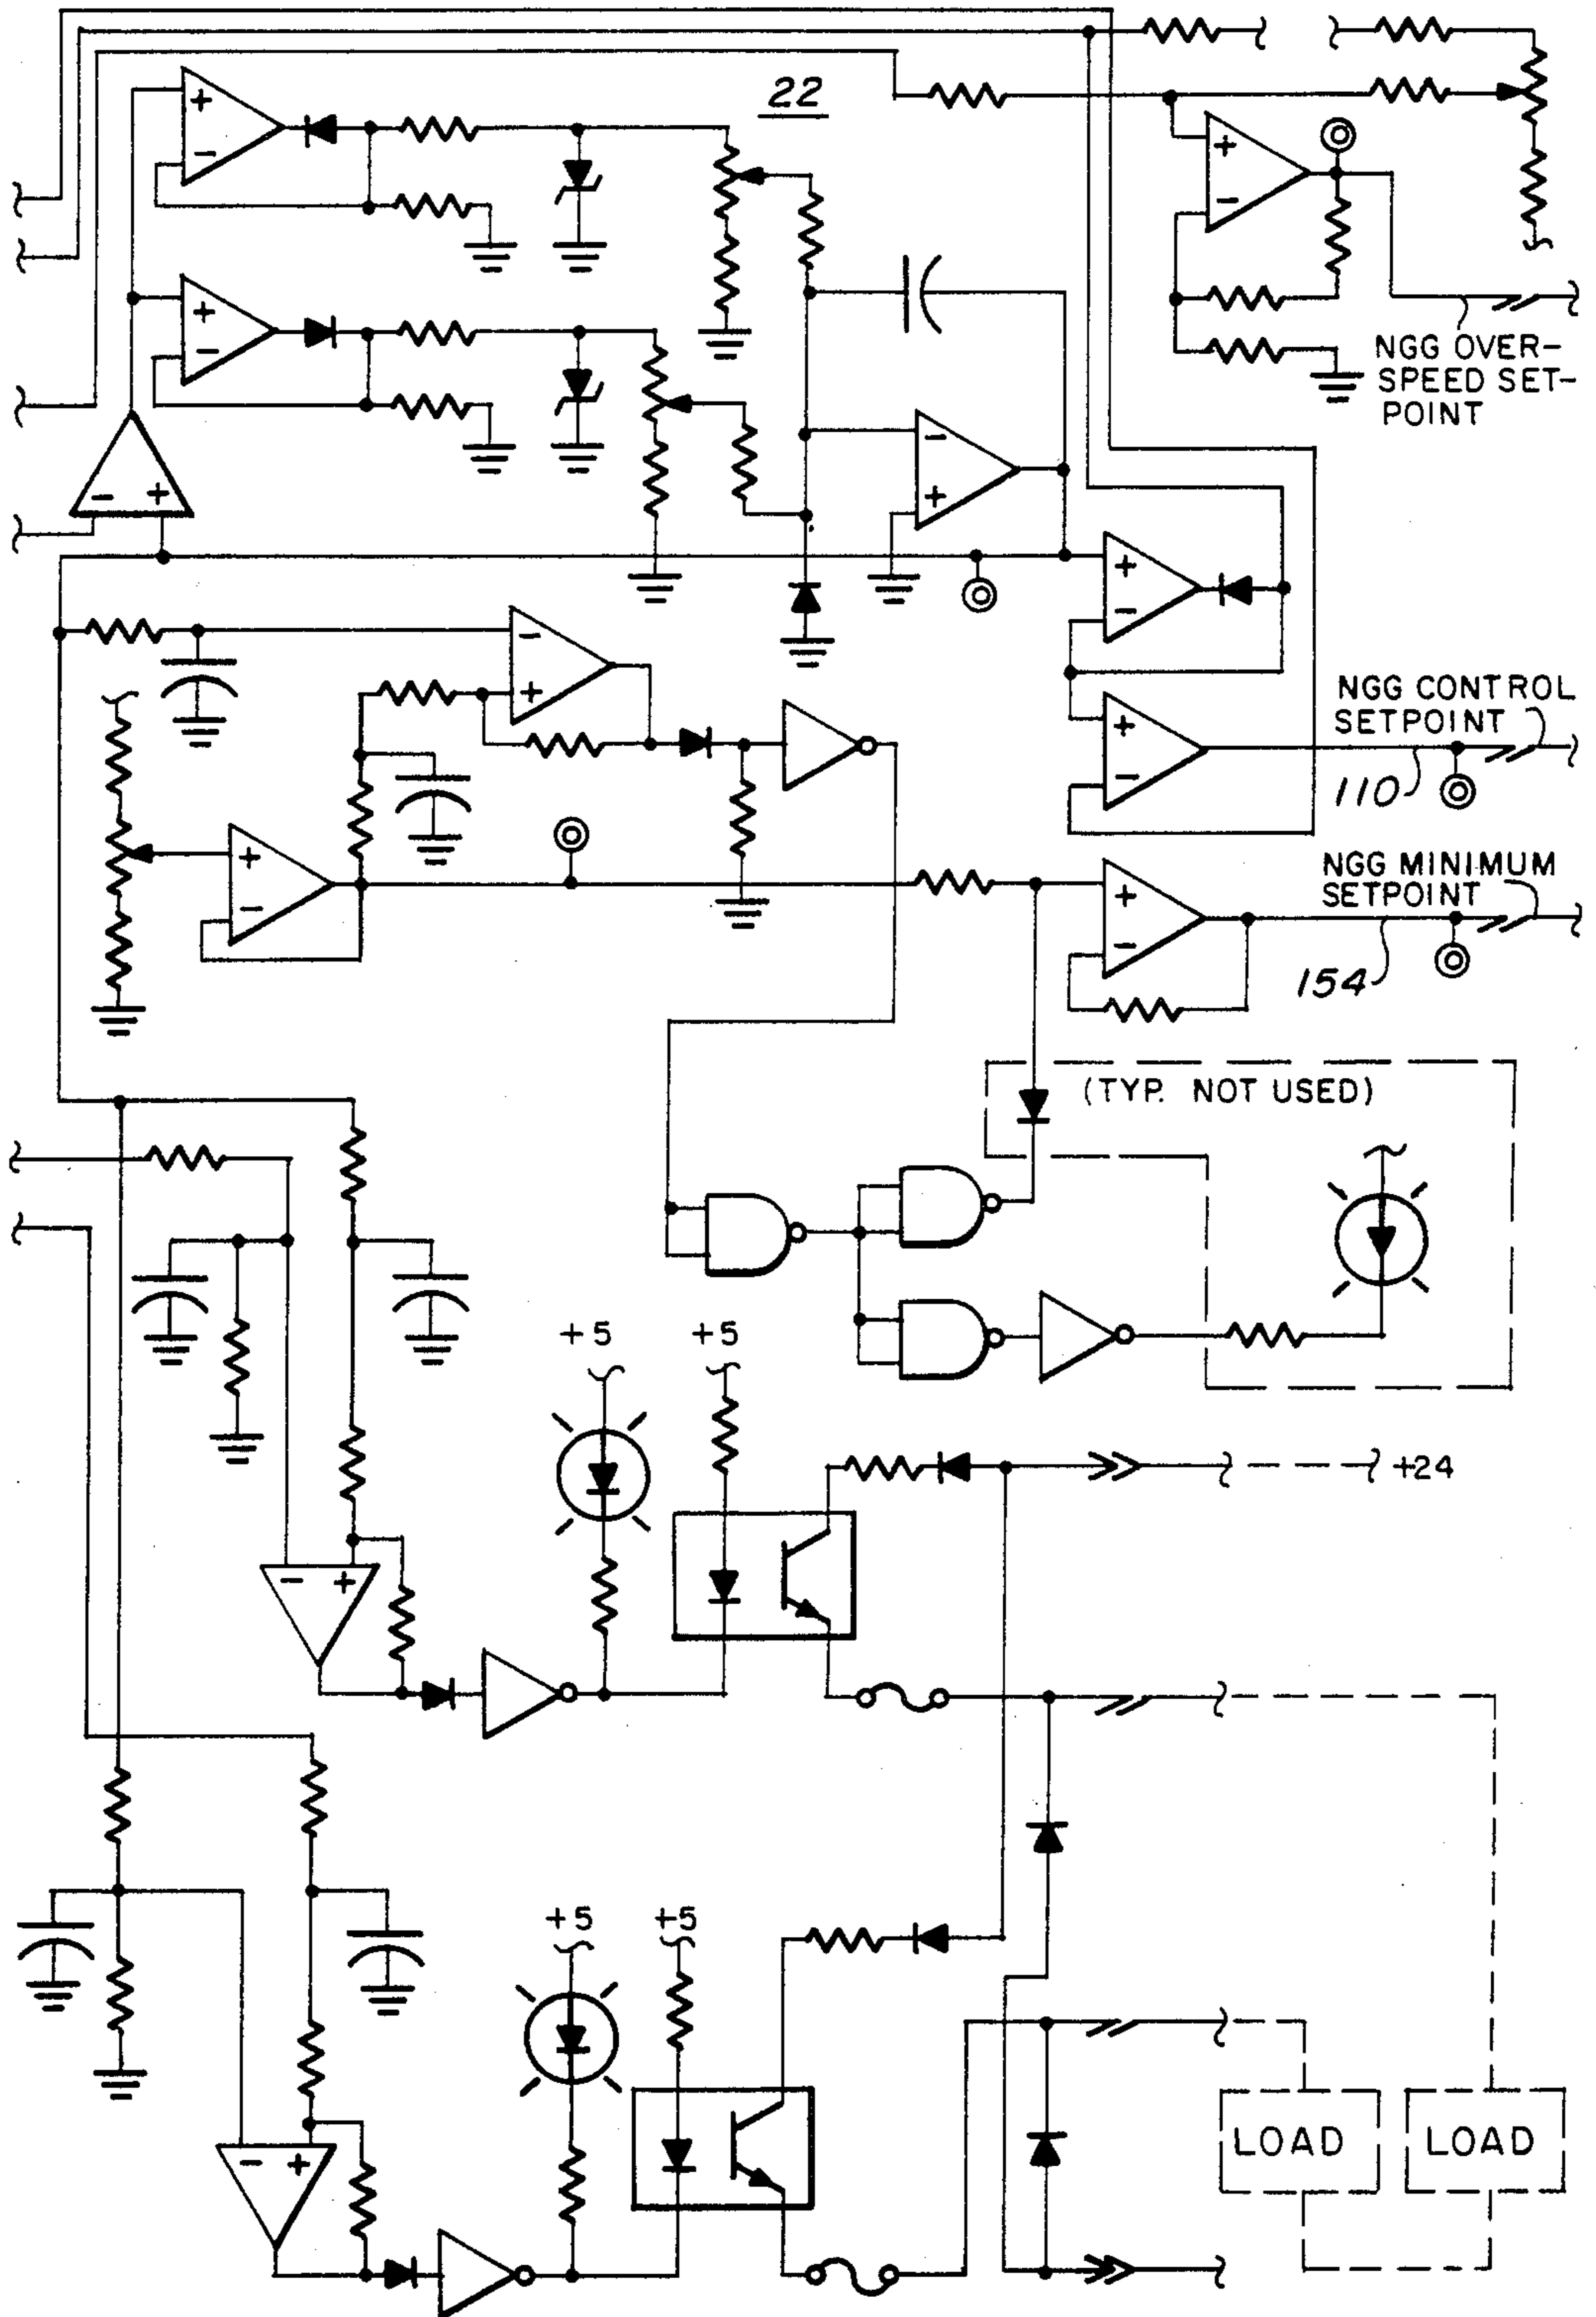 22
NGG OVER-
SPEED SET-
POINT
NGG CONTROL
SETPOINT
110
NGG MINIMUM
SETPOINT
154
(TYP. NOT USED)
+5
+5
+24
+5
+5
LOAD
LOAD